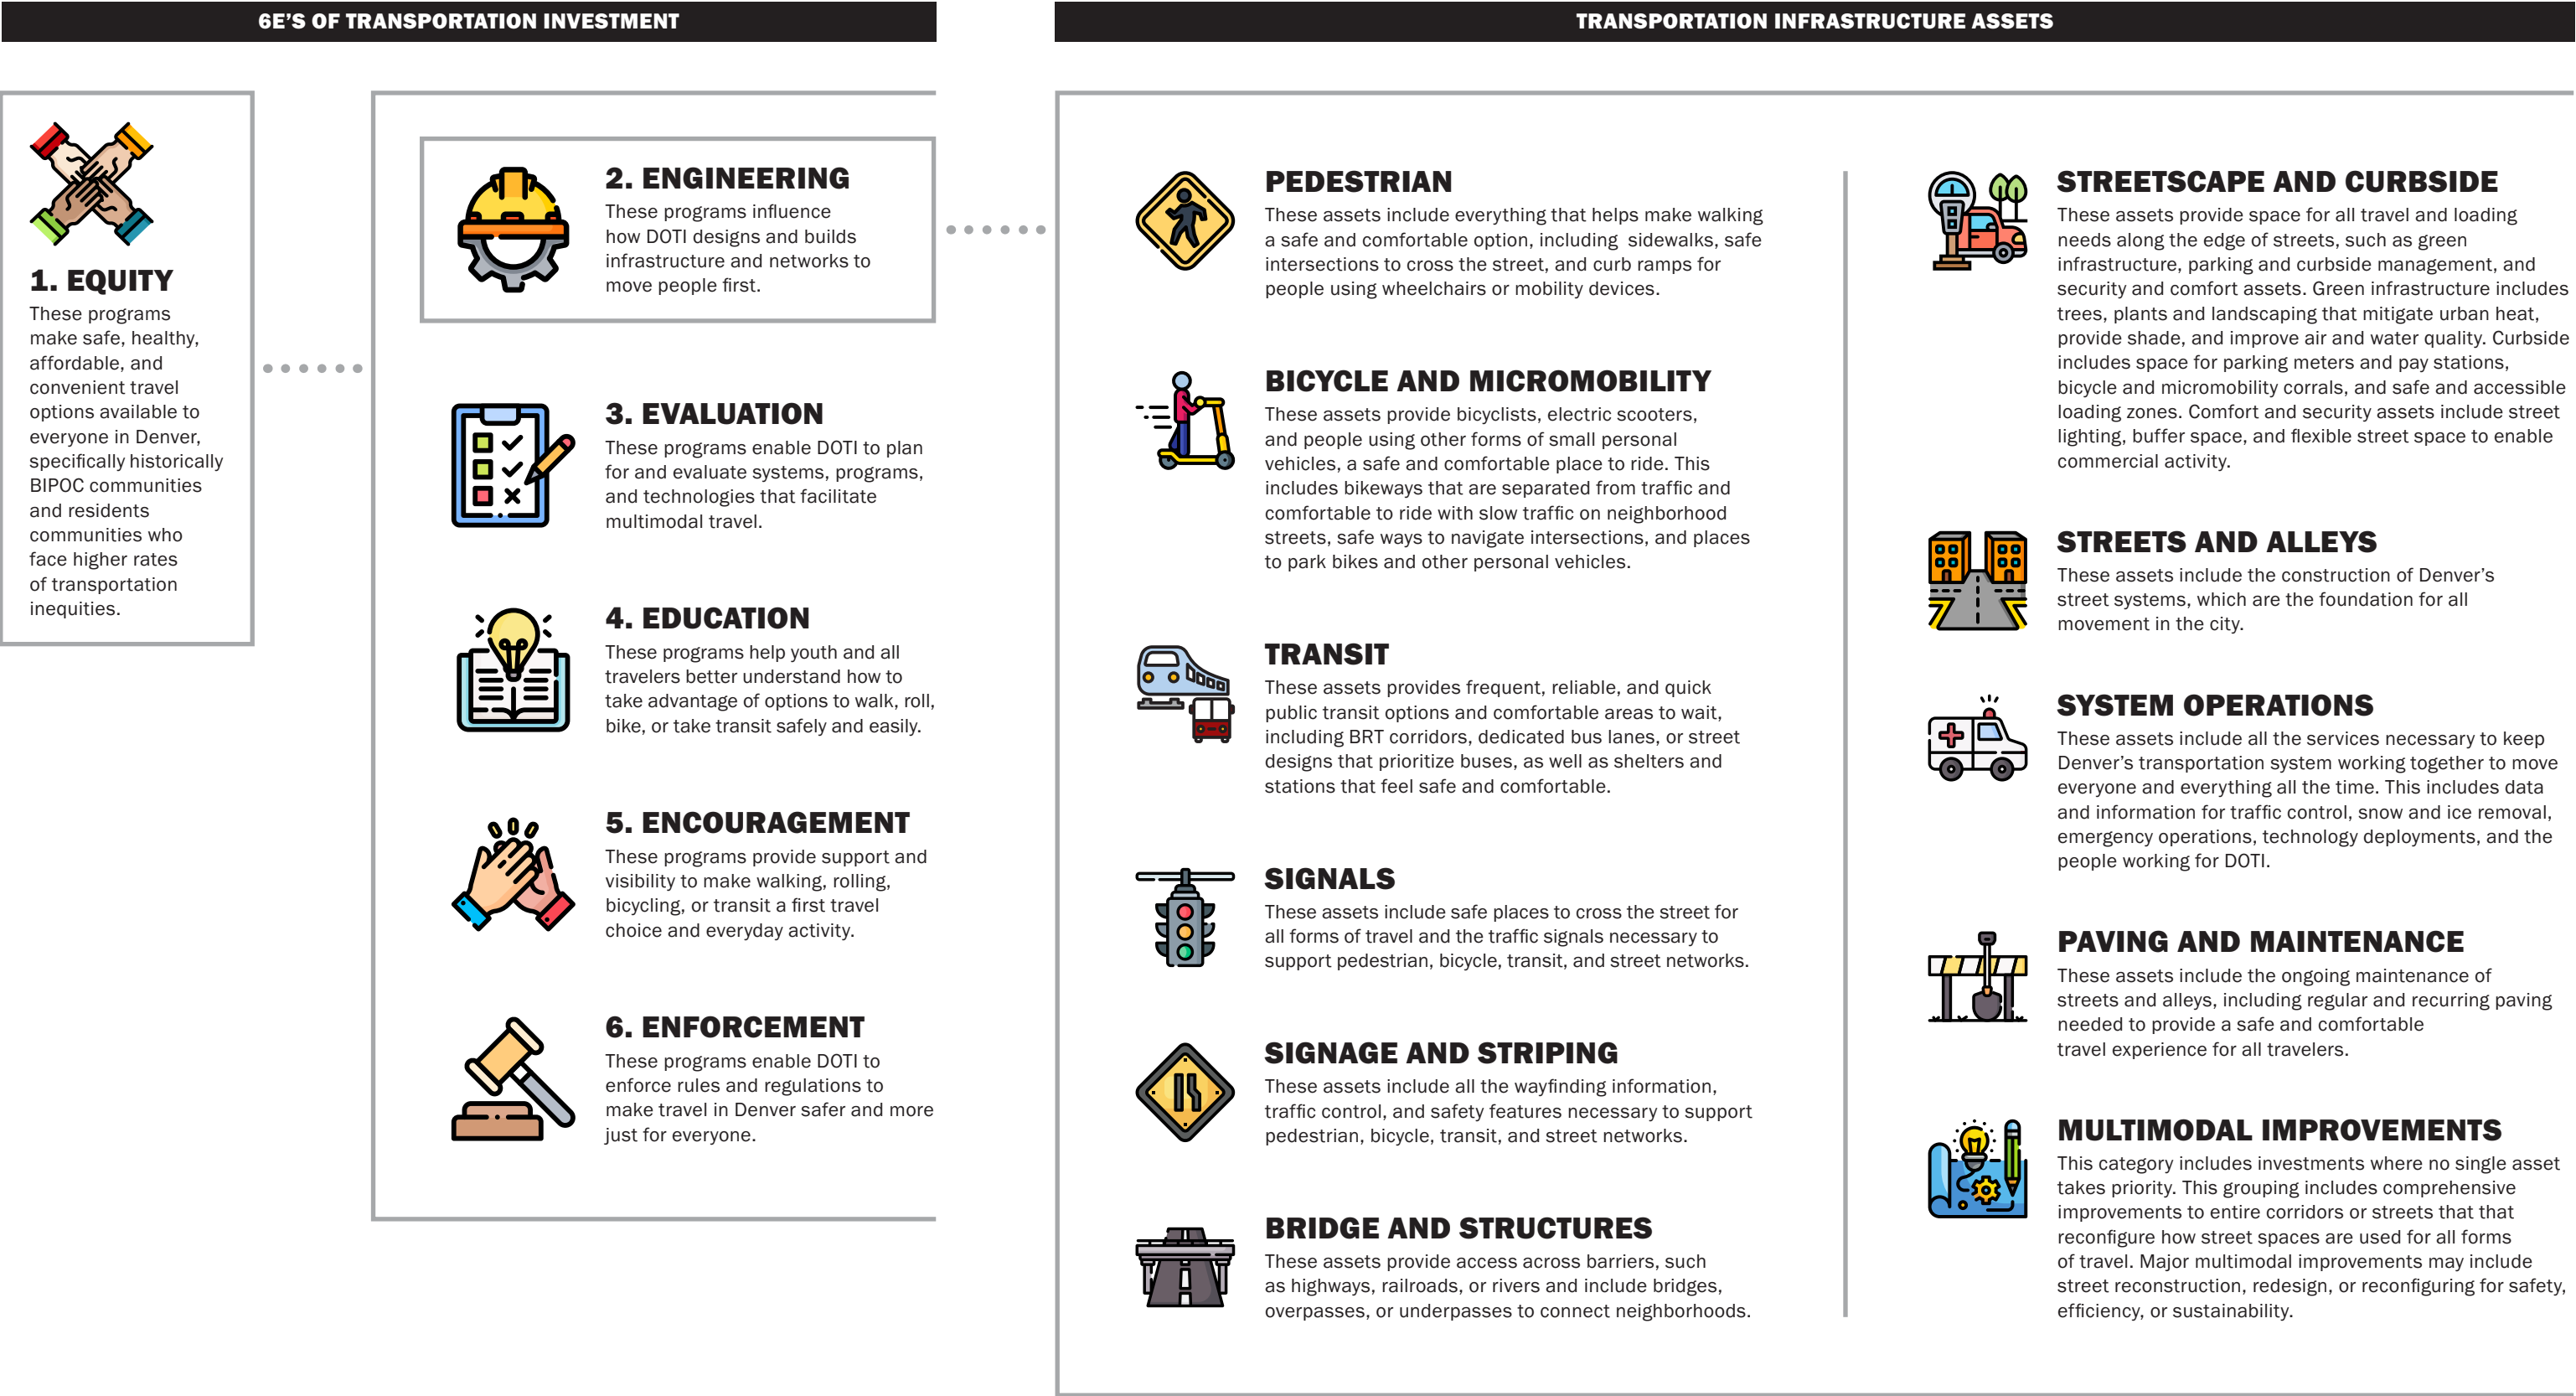 6E'S OF TRANSPORTATION INVESTMENT
1. EQUITY
These programs
make safe, healthy,
affordable, and
convenient travel
options available to
everyone in Denver,
specifically historically
BIPOC communities
and residents
communities who
face higher rates
of transportation
inequities.
2. ENGINEERING
These programs influence
how DOTI designs and builds
infrastructure and networks to
move people first.
3. EVALUATION
These programs enable DOTI to plan
for and evaluate systems, programs,
and technologies that facilitate
multimodal travel.
4. EDUCATION
These programs help youth and all
travelers better understand how to
take advantage of options to walk, roll,
bike, or take transit safely and easily.
5. ENCOURAGEMENT
These programs provide support and
visibility to make walking, rolling,
bicycling, or transit a first travel
choice and everyday activity.
6. ENFORCEMENT
These programs enable DOTI to
enforce rules and regulations to
make travel in Denver safer and more
just for everyone.
TRANSPORTATION INFRASTRUCTURE ASSETS
PEDESTRIAN
These assets include everything that helps make walking
a safe and comfortable option, including sidewalks, safe
intersections to cross the street, and curb ramps for
people using wheelchairs or mobility devices.
BICYCLE AND MICROMOBILITY
These assets provide bicyclists, electric scooters,
and people using other forms of small personal
vehicles, a safe and comfortable place to ride. This
includes bikeways that are separated from traffic and
comfortable to ride with slow traffic on neighborhood
streets, safe ways to navigate intersections, and places
to park bikes and other personal vehicles.
TRANSIT
These assets provides frequent, reliable, and quick
public transit options and comfortable areas to wait,
including BRT corridors, dedicated bus lanes, or street
designs that prioritize buses, as well as shelters and
stations that feel safe and comfortable.
SIGNALS
These assets include safe places to cross the street for
all forms of travel and the traffic signals necessary to
support pedestrian, bicycle, transit, and street networks.
SIGNAGE AND STRIPING
These assets include all the wayfinding information,
traffic control, and safety features necessary to support
pedestrian, bicycle, transit, and street networks.
BRIDGE AND STRUCTURES
These assets provide access across barriers, such
as highways, railroads, or rivers and include bridges,
overpasses, or underpasses to connect neighborhoods.
STREETSCAPE AND CURBSIDE
These assets provide space for all travel and loading
needs along the edge of streets, such as green
infrastructure, parking and curbside management, and
security and comfort assets. Green infrastructure includes
trees, plants and landscaping that mitigate urban heat,
provide shade, and improve air and water quality. Curbside
includes space for parking meters and pay stations,
bicycle and micromobility corrals, and safe and accessible
loading zones. Comfort and security assets include street
lighting, buffer space, and flexible street space to enable
commercial activity.
STREETS AND ALLEYS
These assets include the construction of Denver's
street systems, which are the foundation for all
movement in the city.
SYSTEM OPERATIONS
These assets include all the services necessary to keep
Denver's transportation system working together to move
everyone and everything all the time. This includes data
and information for traffic control, snow and ice removal,
emergency operations, technology deployments, and the
people working for DOTI.
PAVING AND MAINTENANCE
These assets include the ongoing maintenance of
streets and alleys, including regular and recurring paving
needed to provide a safe and comfortable
travel experience for all travelers.
MULTIMODAL IMPROVEMENTS
This category includes investments where no single asset
takes priority. This grouping includes comprehensive
improvements to entire corridors or streets that that
reconfigure how street spaces are used for all forms
of travel. Major multimodal improvements may include
street reconstruction, redesign, or reconfiguring for safety,
efficiency, or sustainability.